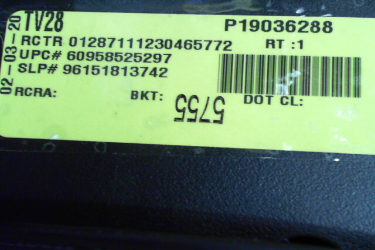 02-03-20
TV28 P19036288
RCTR 01287111230465772 RT :1
UPC# 60958525297
SLP# 96151813742
RCRA: BKT: 5755 DOT CL: